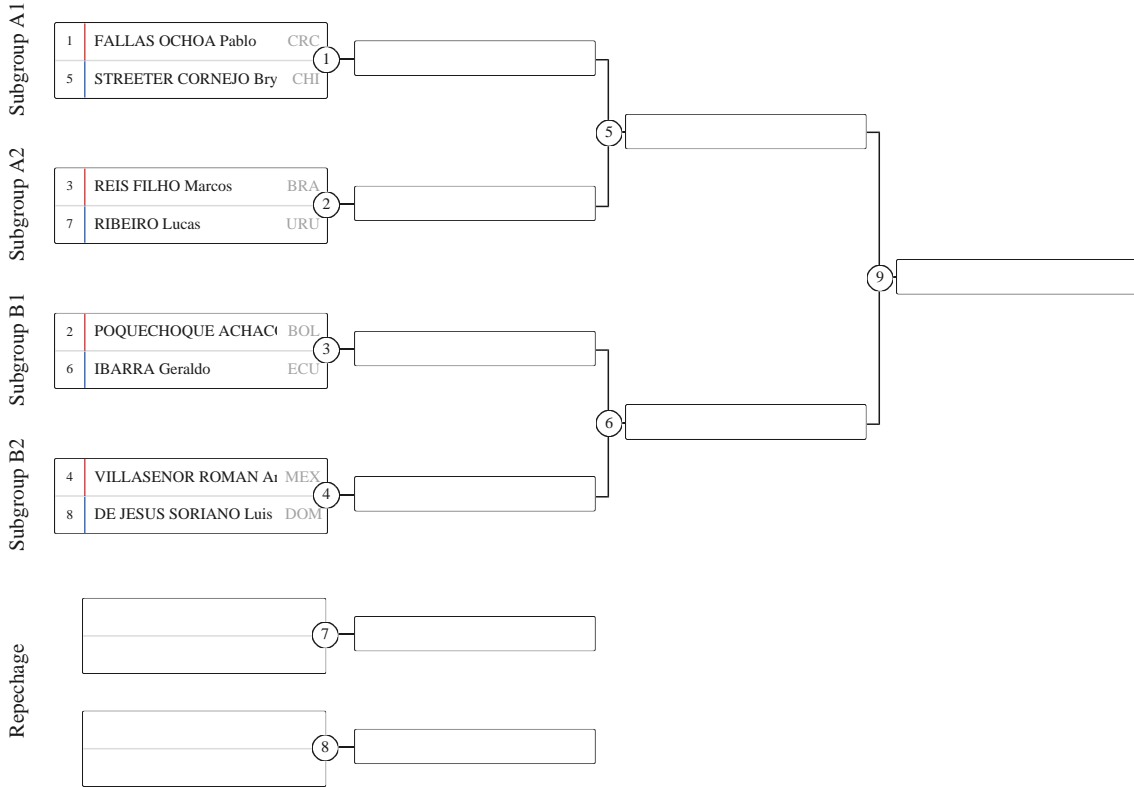 Subgroup A1
1 FALLAS OCHOA Pablo CRC
5 STREETER CORNEJO Bry CHI
1
Subgroup A2
3 REIS FILHO Marcos BRA
7 RIBEIRO Lucas URU
2
5
Subgroup B1
2 POQUECHOQUE ACHAC BOL
6 IBARRA Geraldo ECU
3
Subgroup B2
4 VILLASENOR ROMAN MEX
8 DE JESUS SORIANO Luis DOM
4
6
9
Repechage
7
8